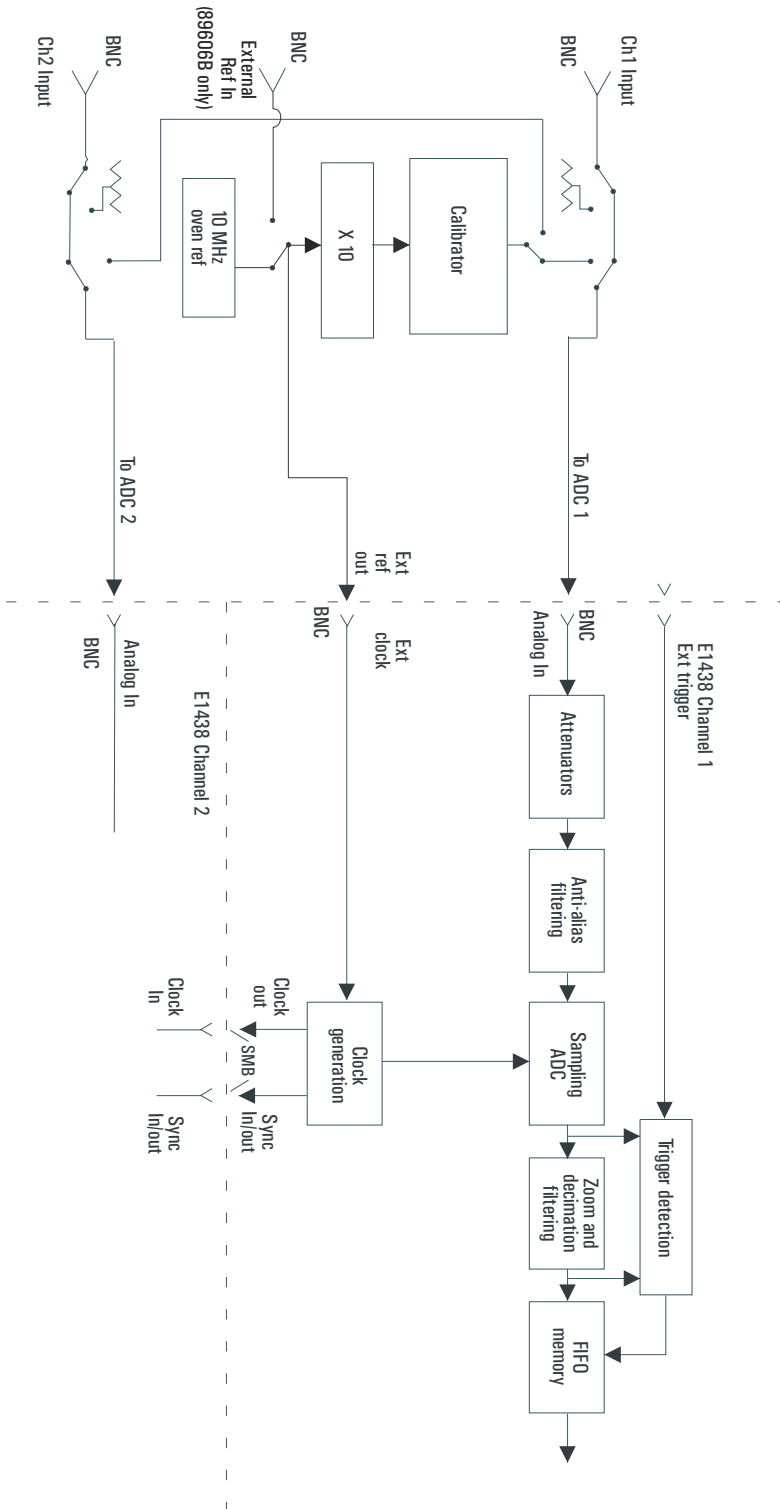 Ch1 Input
BNC
BNC
External
Ref In
(89606B only)
BNC
Ch2 Input
Calibrator
X 10
10 MHz
oven ref
To ADC 1
To ADC 2
Ext
ref
out
E1438 Channel 1
Ext trigger
BNC
Analog In
Ext
clock
BNC
Analog In
BNC
E1438 Channel 2
Attenuators
Anti-alias
filtering
Sampling
ADC
Trigger detection
Zoom and
decimation
filtering
FIFO
memory
Clock
generation
Clock
out
SMB
Sync
In/out
Clock
In
Sync
In/out